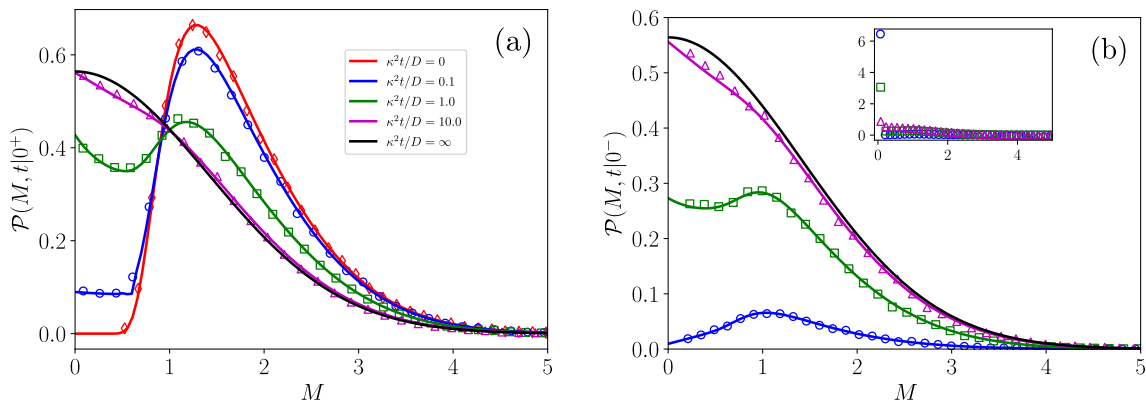 (a)
0.6
0.4
0.2
0.0
𝒫(M, t|0⁺)
κ²t/D = 0
κ²t/D = 0.1
κ²t/D = 1.0
κ²t/D = 10.0
κ²t/D = ∞
0 1 2 3 4 5
M
(b)
0.6
0.5
0.4
0.3
0.2
0.1
0.0
𝒫(M, t|0⁻)
6
4
2
0
0 2 4
0 1 2 3 4 5
M